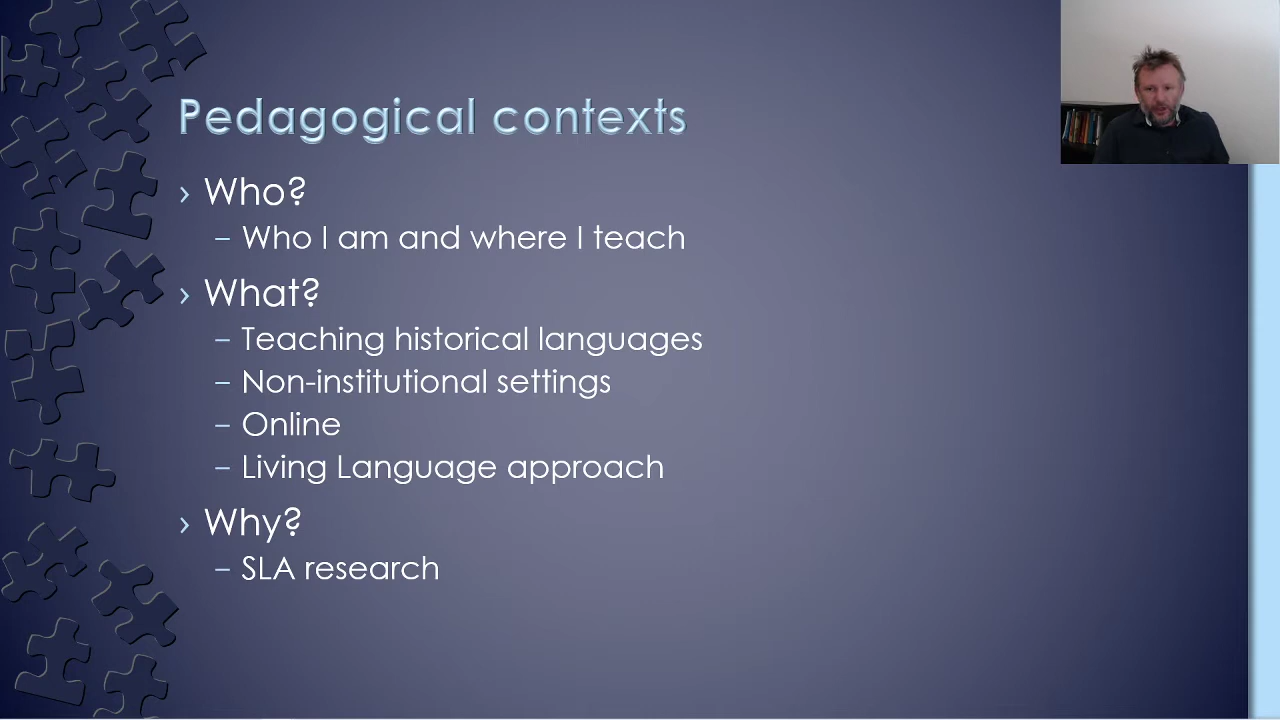 Pedagogical contexts
› Who?
– Who I am and where I teach
› What?
– Teaching historical languages
– Non-institutional settings
– Online
– Living Language approach
› Why?
– SLA research